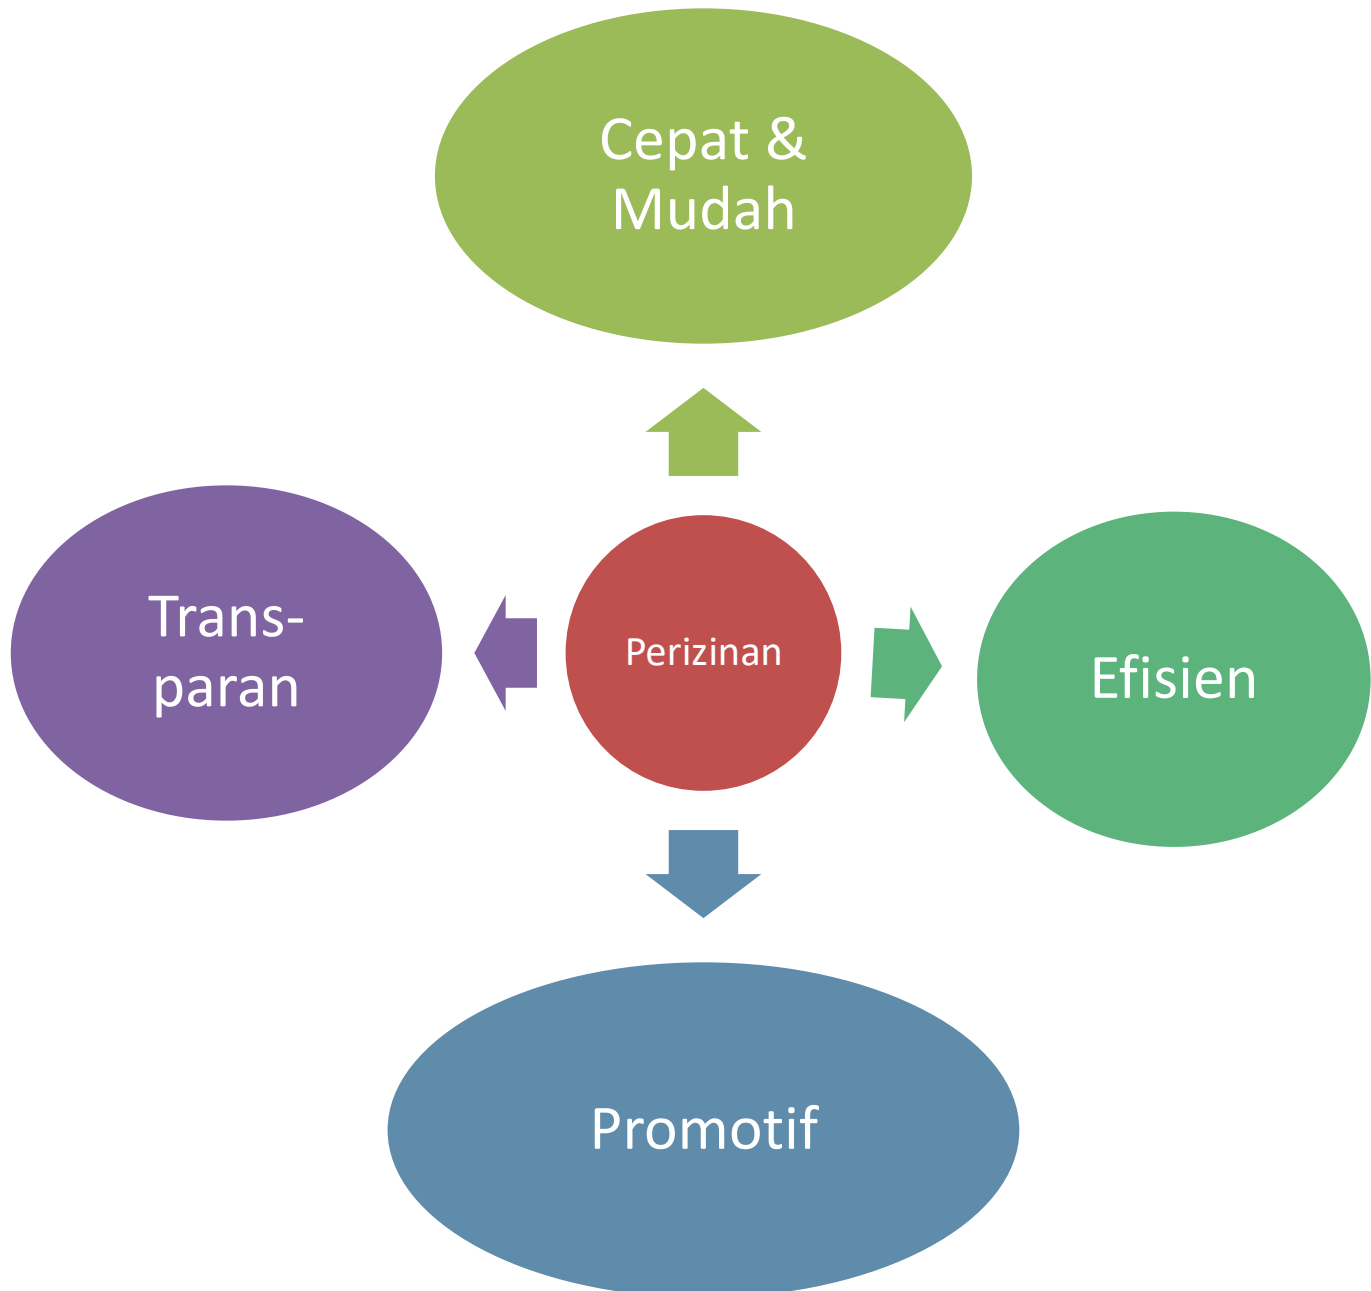 Cepat &
Mudah
Trans-
paran
Perizinan
Efisien
Promotif